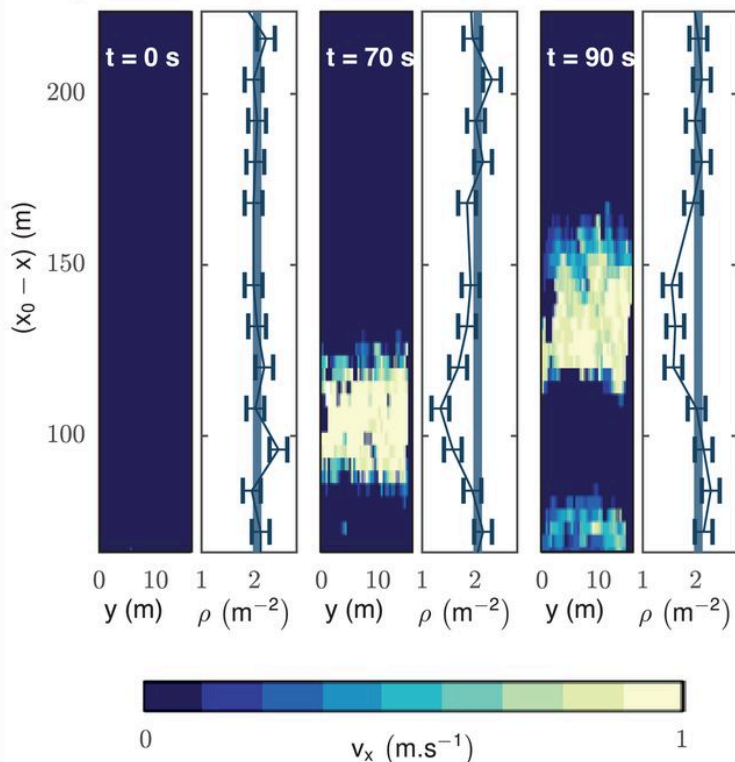 t = 0 s
t = 70 s
t = 90 s
200
150
100
(x₀ − x) (m)
0 10 1 2 0 10 1 2 0 10 1 2
y (m) ρ (m⁻²) y (m) ρ (m⁻²) y (m) ρ (m⁻²)
0 1
vₓ (m.s⁻¹)